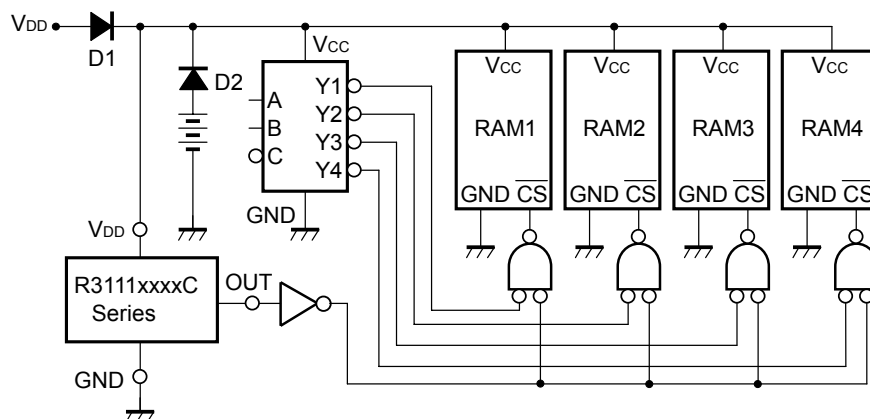 VDD
D1
D2
VCC
A
B
C
Y1
Y2
Y3
Y4
GND
VCC
RAM1
GND CS
VCC
RAM2
GND CS
VCC
RAM3
GND CS
VCC
RAM4
GND CS
VDD
R3111xxxxC
Series
OUT
GND